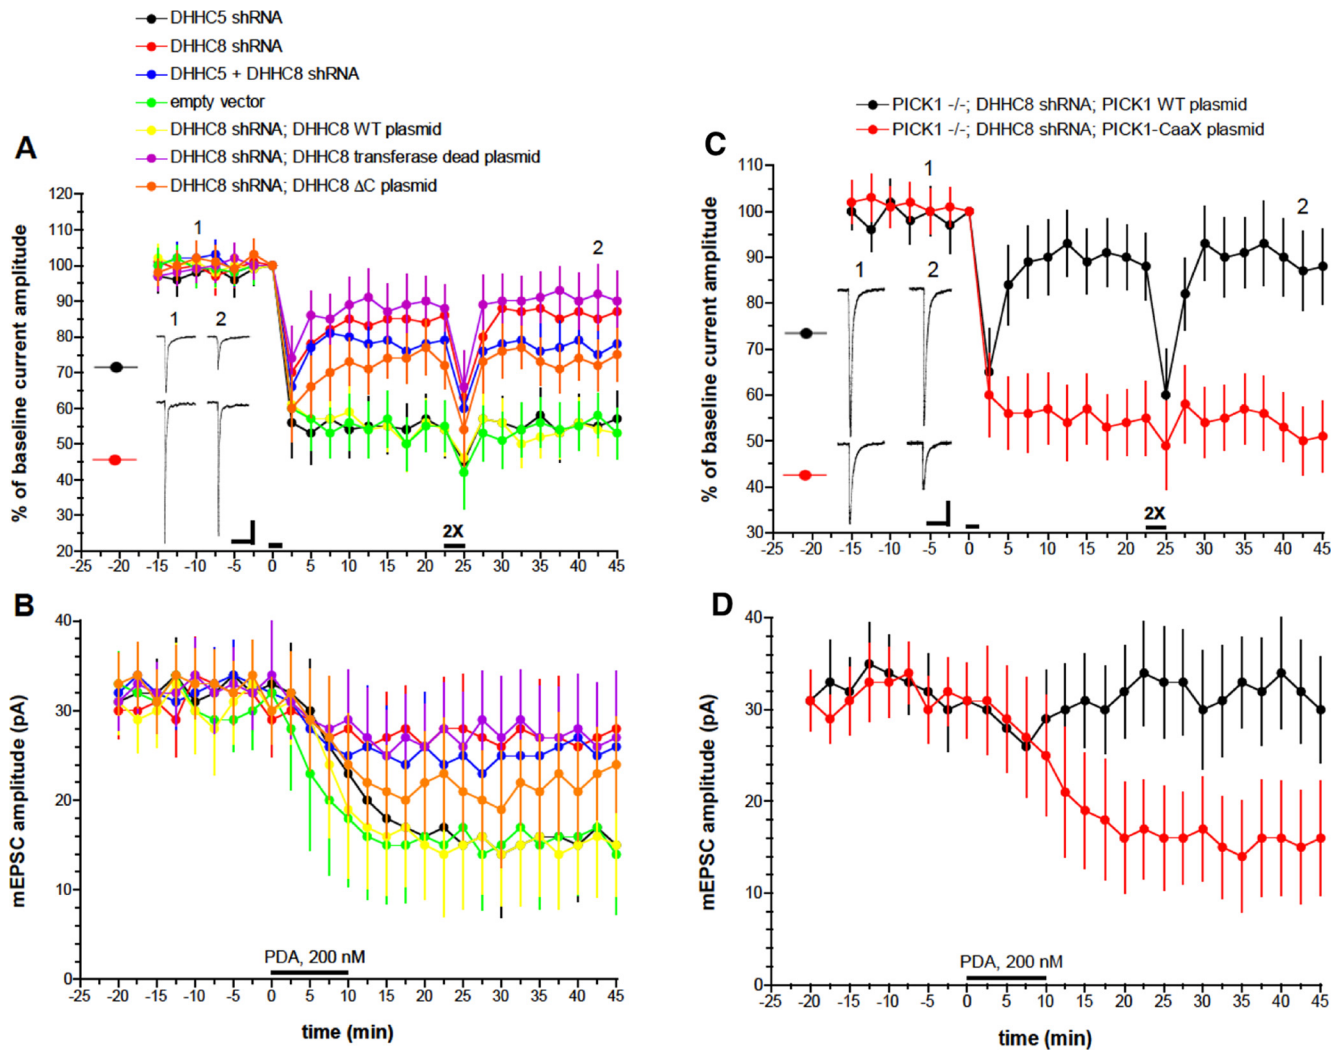 DHHC5 shRNA
DHHC8 shRNA
DHHC5 + DHHC8 shRNA
empty vector
DHHC8 shRNA; DHHC8 WT plasmid
DHHC8 shRNA; DHHC8 transferase dead plasmid
DHHC8 shRNA; DHHC8 ΔC plasmid
A
% of baseline current amplitude
120
110
100
90
80
70
60
50
40
30
20
1
2
1 2
2X
-25 -20 -15 -10 -5 0 5 10 15 20 25 30 35 40 45
B
mEPSC amplitude (pA)
40
30
20
10
0
PDA, 200 nM
-25 -20 -15 -10 -5 0 5 10 15 20 25 30 35 40 45
time (min)
PICK1 -/-; DHHC8 shRNA; PICK1 WT plasmid
PICK1 -/-; DHHC8 shRNA; PICK1-CaaX plasmid
C
% of baseline current amplitude
110
100
90
80
70
60
50
40
30
1
2
1 2
2X
-25 -20 -15 -10 -5 0 5 10 15 20 25 30 35 40 45
D
mEPSC amplitude (pA)
40
30
20
10
0
PDA, 200 nM
-25 -20 -15 -10 -5 0 5 10 15 20 25 30 35 40 45
time (min)